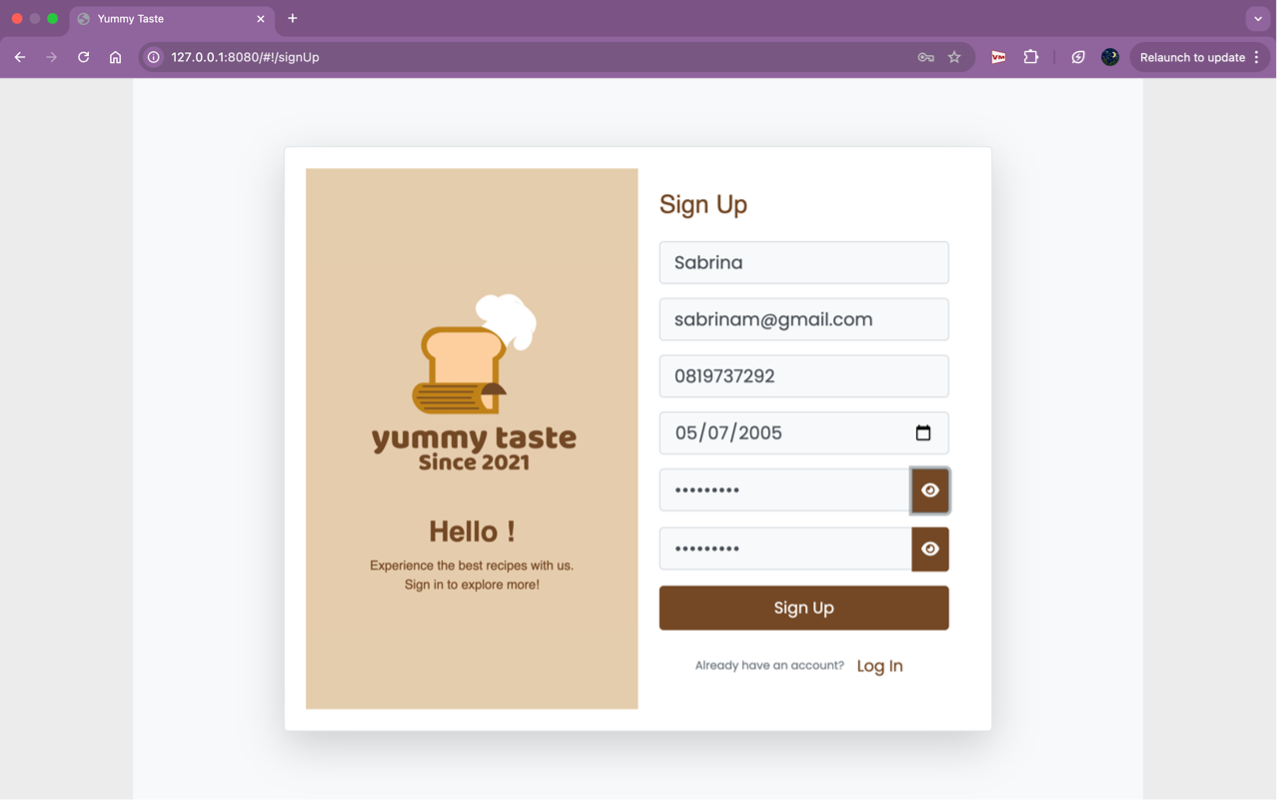 Yummy Taste
127.0.0.1:8080/#!/signUp
Relaunch to update
yummy taste
Since 2021
Hello !
Experience the best recipes with us.
Sign in to explore more!
Sign Up
Sabrina
sabrinam@gmail.com
0819737292
05/07/2005
•••••••••
•••••••••
Sign Up
Already have an account? Log In